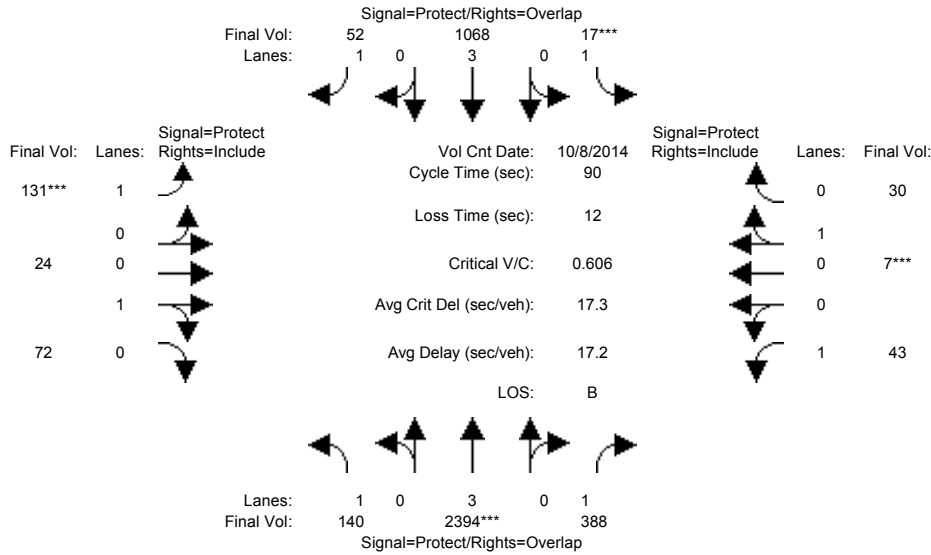 Signal=Protect/Rights=Overlap
Final Vol: 52 1068 17***
Lanes: 1 0 3 0 1
Signal=Protect Signal=Protect
Final Vol: Lanes: Rights=Include Vol Cnt Date: 10/8/2014 Rights=Include Lanes: Final Vol:
Cycle Time (sec): 90
131*** 1 0 30
Loss Time (sec): 12
0 1
24 0 Critical V/C: 0.606 0 7***
1 Avg Crit Del (sec/veh): 17.3 0
72 0 Avg Delay (sec/veh): 17.2 1 43
LOS: B
Lanes: 1 0 3 0 1
Final Vol: 140 2394*** 388
Signal=Protect/Rights=Overlap